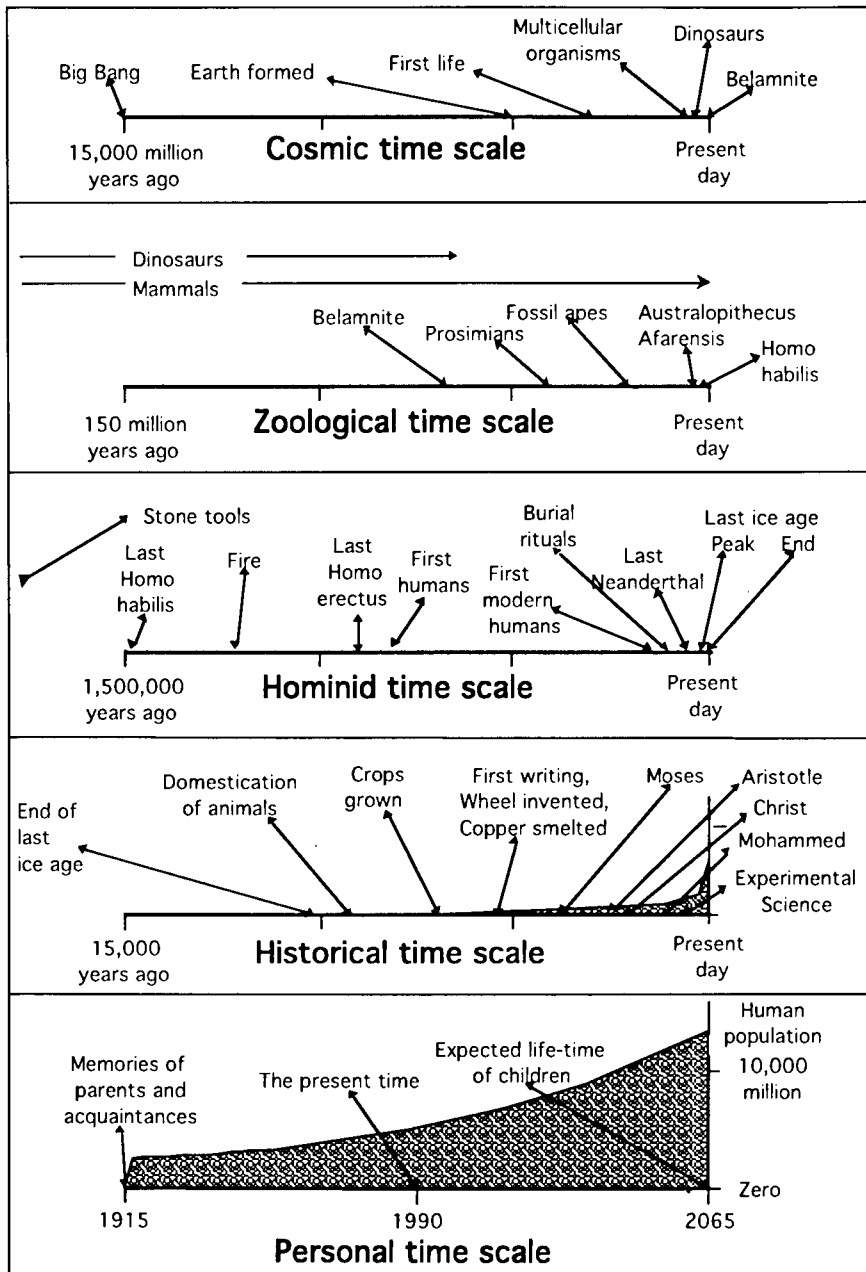 Big Bang
Earth formed
First life
Multicellular
organisms
Dinosaurs
Belamnite
15,000 million
years ago
Cosmic time scale
Present
day
Dinosaurs
Mammals
Belamnite
Prosimians
Fossil apes
Australopithecus
Afarensis
Homo
habilis
150 million
years ago
Zoological time scale
Present
day
Stone tools
Last
Homo
habilis
Fire
Last
Homo
erectus
First
humans
First
modern
humans
Burial
rituals
Last
Neanderthal
Last ice age
Peak End
1,500,000
years ago
Hominid time scale
Present
day
End of
last
ice age
Domestication
of animals
Crops
grown
First writing,
Wheel invented,
Copper smelted
Moses
Aristotle
Christ
Mohammed
Experimental
Science
15,000
years ago
Historical time scale
Present
day
Memories of
parents and
acquaintances
The present time
Expected life-time
of children
Human
population
10,000
million
Zero
1915
1990
2065
Personal time scale